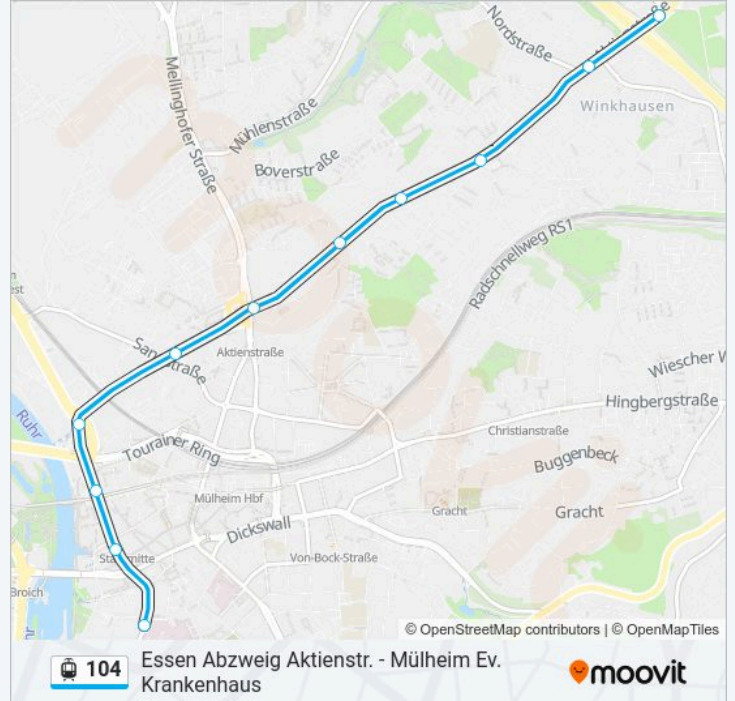 Nordstraße
Mellinghofer Straße
Winkhausen
Mühlenstraße
Boverstraße
Radschnellweg RS1
Aktienstraße
Wiescher W
Hingbergstraße
Christianstraße
Ruhr
Tourainer Ring
Buggenbeck
Mülheim Hbf
Gracht
Gracht
Dickswall
Von-Bock-Straße
Broich
© OpenStreetMap contributors | © OpenMapTiles
104
Essen Abzweig Aktienstr. - Mülheim Ev.
Krankenhaus
moovit